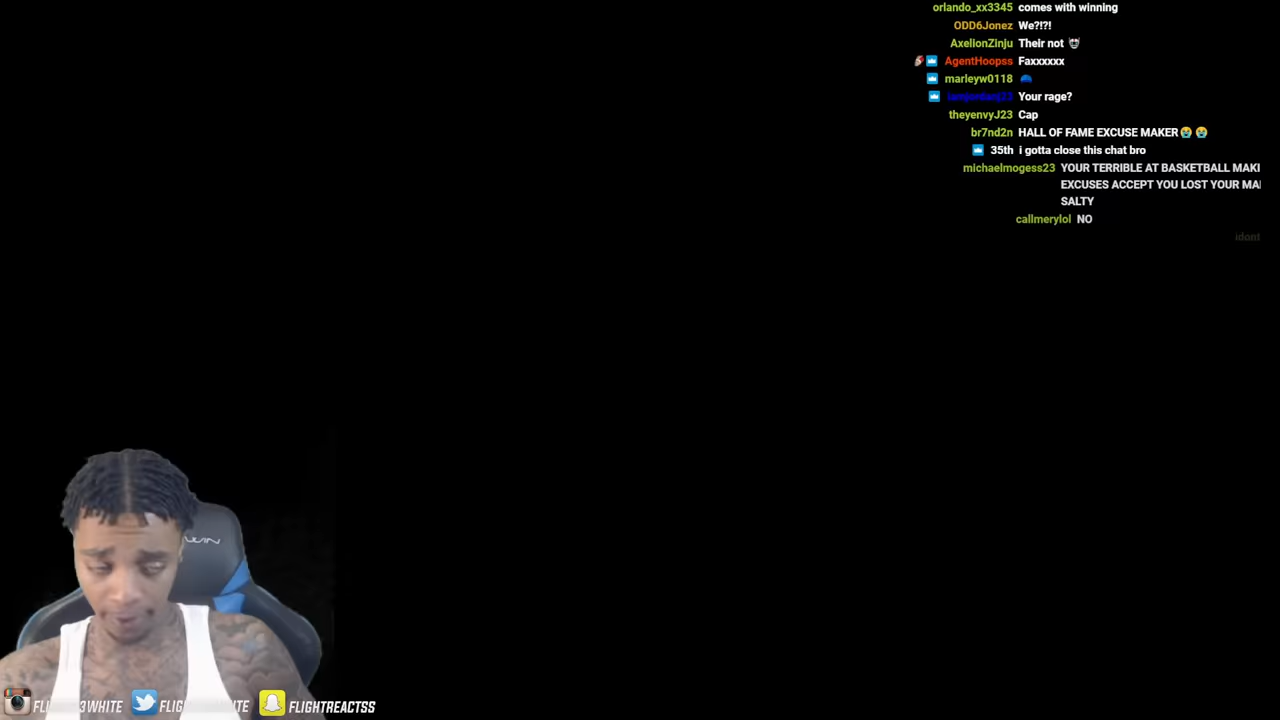 orlando_xx3345 comes with winning
ODD6Jonez We?!?!
AxelionZinju Their not
AgentHoopss Faxxxxxx
marleyw0118
Your rage?
theyenvyJ23 Cap
br7nd2n HALL OF FAME EXCUSE MAKER😭 😭
35th i gotta close this chat bro
michaelmogess23 YOUR TERRIBLE AT BASKETBALL MAKI
EXCUSES ACCEPT YOU LOST YOUR MA
SALTY
callmerylol NO
idont
FLIGHTREACTSS